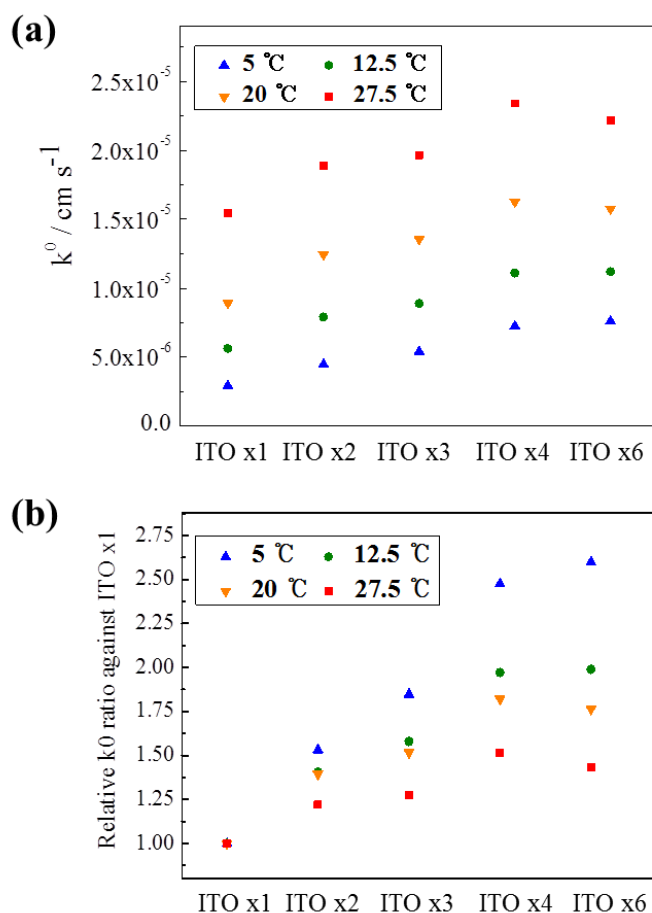 (a)
5 ℃ 12.5 ℃
20 ℃ 27.5 ℃
k⁰ / cm s⁻¹
2.5x10⁻⁵
2.0x10⁻⁵
1.5x10⁻⁵
1.0x10⁻⁵
5.0x10⁻⁶
0.0
ITO x1 ITO x2 ITO x3 ITO x4 ITO x6
(b)
5 ℃ 12.5 ℃
20 ℃ 27.5 ℃
Relative k0 ratio against ITO x1
2.75
2.50
2.25
2.00
1.75
1.50
1.25
1.00
ITO x1 ITO x2 ITO x3 ITO x4 ITO x6